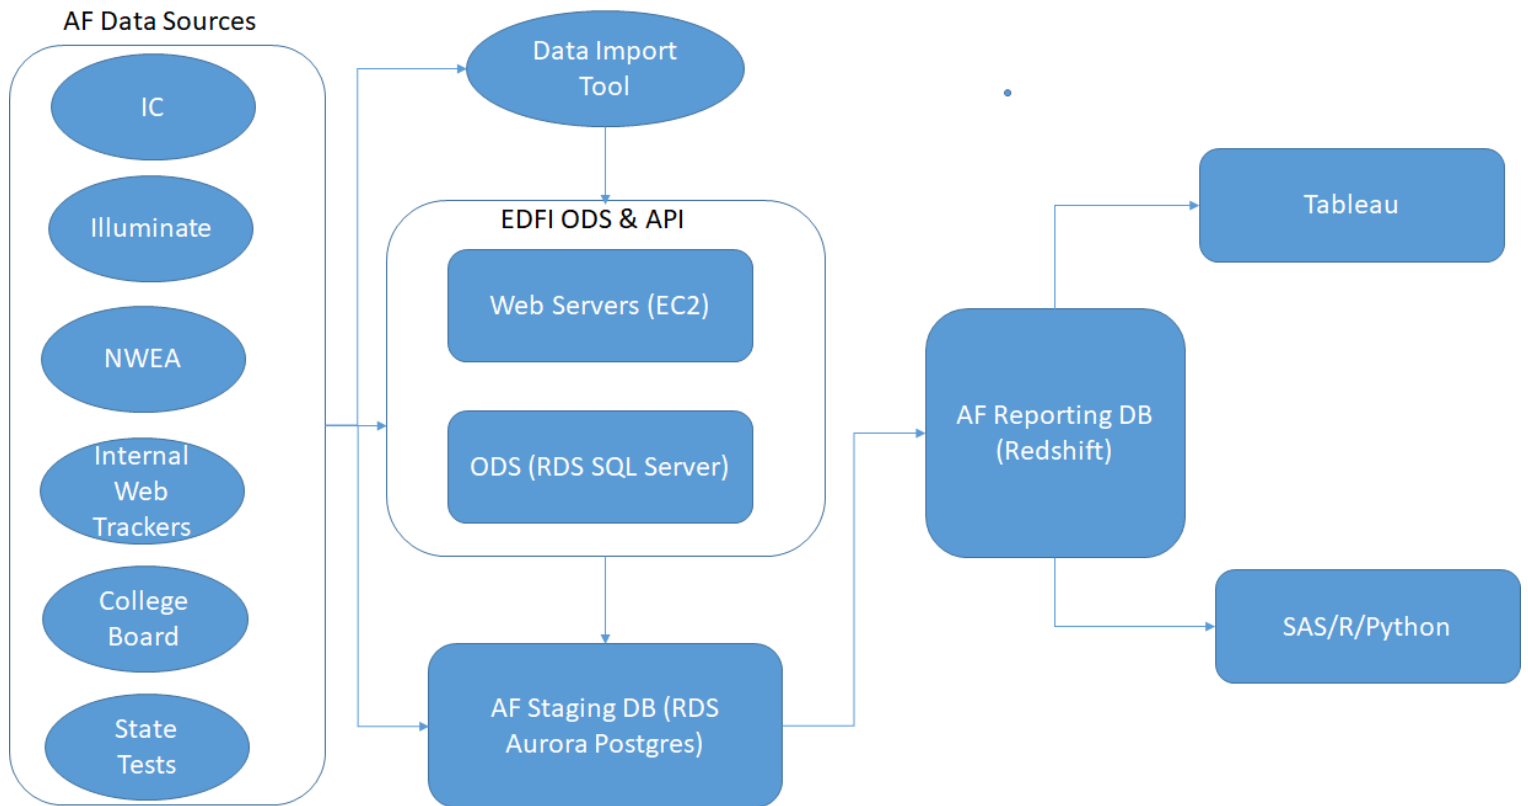 AF Data Sources
IC
Illuminate
NWEA
Internal
Web
Trackers
College
Board
State
Tests
Data Import
Tool
EDFI ODS & API
Web Servers (EC2)
ODS (RDS SQL Server)
AF Staging DB (RDS
Aurora Postgres)
AF Reporting DB
(Redshift)
Tableau
SAS/R/Python